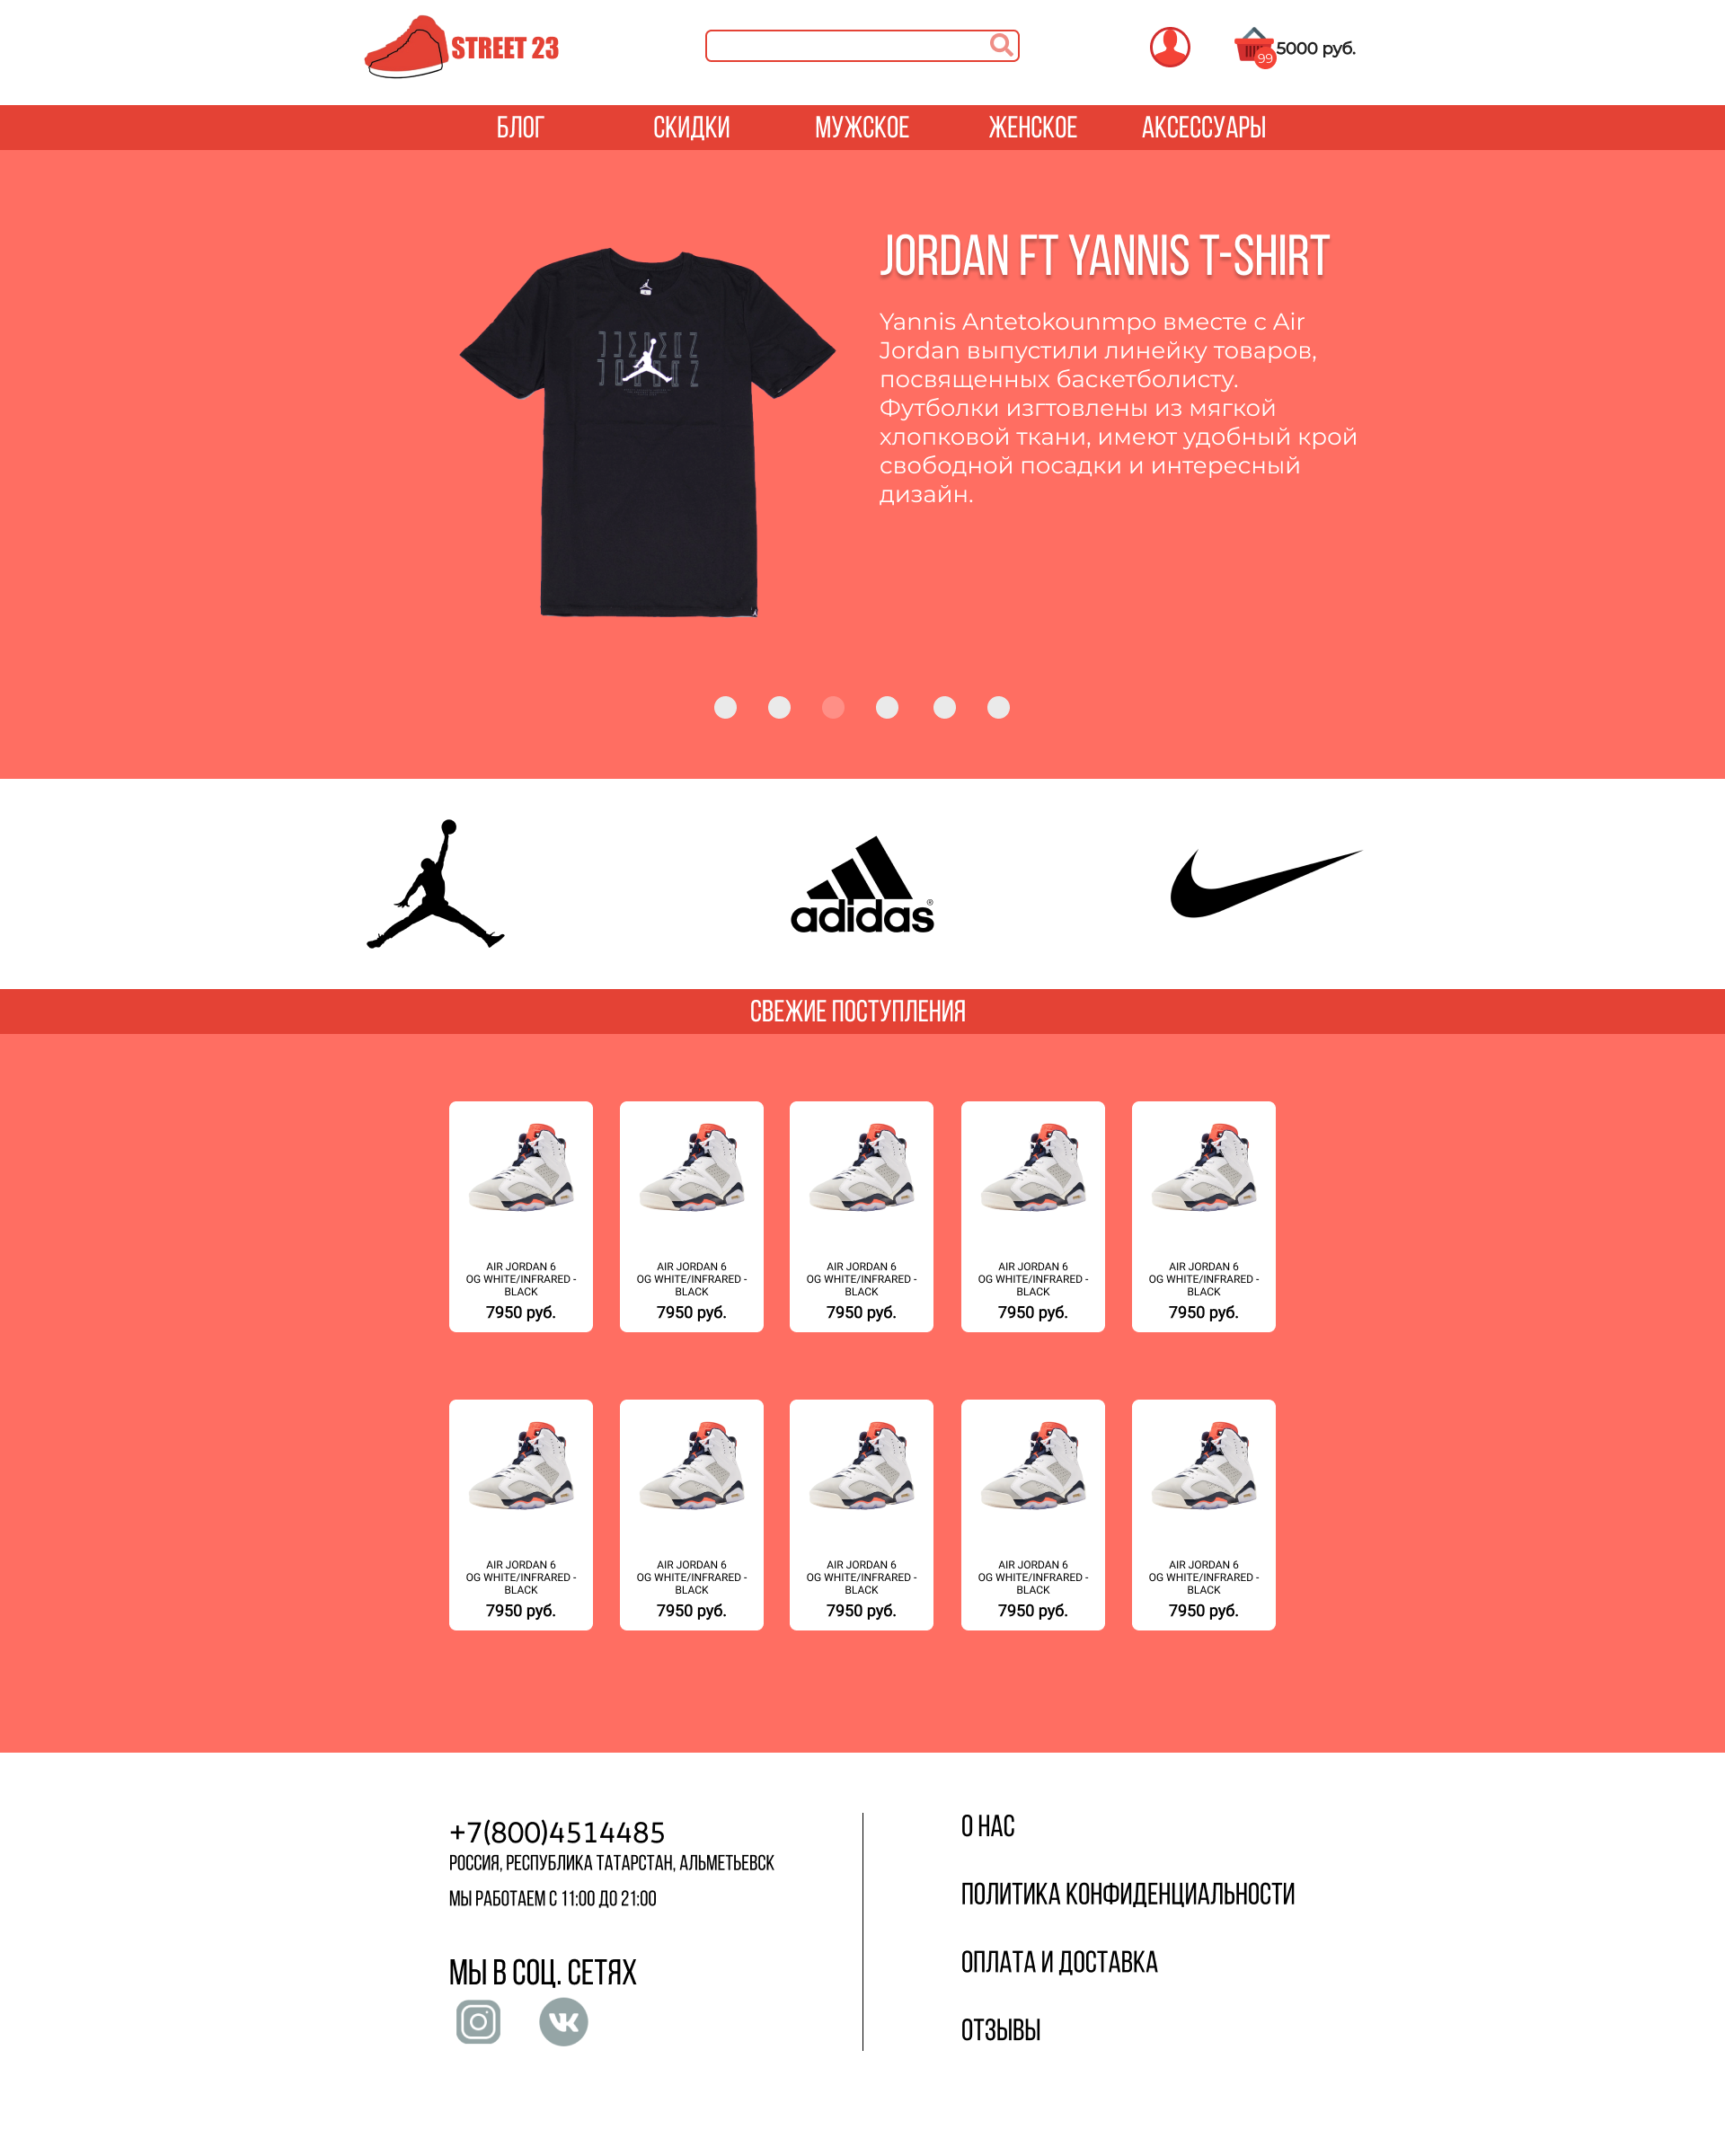 STREET 23
99
5000 руб.
БЛОГ
СКИДКИ
МУЖСКОЕ
ЖЕНСКОЕ
АКСЕССУАРЫ
JORDAN FT YANNIS T-SHIRT
Yannis Antetokounmpo вместе с Air
Jordan выпустили линейку товаров,
посвященных баскетболисту.
Футболки изгтовлены из мягкой
хлопковой ткани, имеют удобный крой
свободной посадки и интересный
дизайн.
adidas®
СВЕЖИЕ ПОСТУПЛЕНИЯ
AIR JORDAN 6
OG WHITE/INFRARED -
BLACK
7950 руб.
AIR JORDAN 6
OG WHITE/INFRARED -
BLACK
7950 руб.
AIR JORDAN 6
OG WHITE/INFRARED -
BLACK
7950 руб.
AIR JORDAN 6
OG WHITE/INFRARED -
BLACK
7950 руб.
AIR JORDAN 6
OG WHITE/INFRARED -
BLACK
7950 руб.
AIR JORDAN 6
OG WHITE/INFRARED -
BLACK
7950 руб.
AIR JORDAN 6
OG WHITE/INFRARED -
BLACK
7950 руб.
AIR JORDAN 6
OG WHITE/INFRARED -
BLACK
7950 руб.
AIR JORDAN 6
OG WHITE/INFRARED -
BLACK
7950 руб.
AIR JORDAN 6
OG WHITE/INFRARED -
BLACK
7950 руб.
+7(800)4514485
РОССИЯ, РЕСПУБЛИКА ТАТАРСТАН, АЛЬМЕТЬЕВСК
МЫ РАБОТАЕМ С 11:00 ДО 21:00
МЫ В СОЦ. СЕТЯХ
О НАС
ПОЛИТИКА КОНФИДЕНЦИАЛЬНОСТИ
ОПЛАТА И ДОСТАВКА
ОТЗЫВЫ